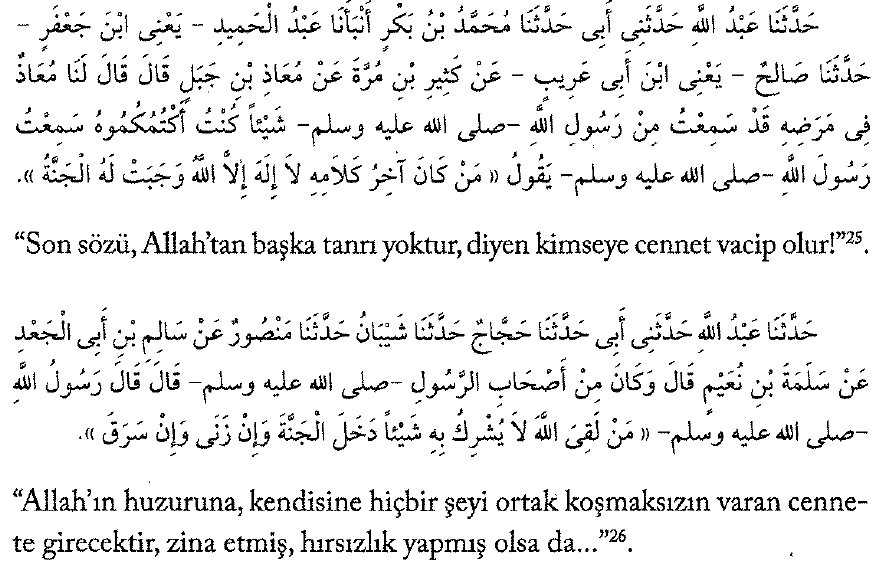 حَدَّثَنَا عَبْدُ اللَّهِ حَدَّثَنِى أَبِى حَدَّثَنَا مُحَمَّدُ بْنُ بَكْرٍ أَنْبَأَنَا عَبْدُ الْحَمِيدِ – يَعْنِى ابْنَ جَعْفَرٍ –
حَدَّثَنَا صَالِحٌ – يَعْنِى ابْنَ أَبِى عَرِيبٍ – عَنْ كَثِيرِ بْنِ مُرَّةَ عَنْ مُعَاذِ بْنِ جَبَلٍ قَالَ قَالَ لَنَا مُعَاذٌ
فِى مَرَضِهِ قَدْ سَمِعْتُ مِنْ رَسُولِ اللَّهِ –صلى الله عليه وسلم– شَيْئاً كُنْتُ أَكْتُمُكُمُوهُ سَمِعْتُ
رَسُولَ اللَّهِ –صلى الله عليه وسلم– يَقُولُ « مَنْ كَانَ آخِرُ كَلاَمِهِ لاَ إِلَهَ إِلاَّ اللَّهُ وَجَبَتْ لَهُ الْجَنَّةُ ».
“Son sözü, Allah’tan başka tanrı yoktur, diyen kimseye cennet vacip olur!”25.
حَدَّثَنَا عَبْدُ اللَّهِ حَدَّثَنِى أَبِى حَدَّثَنَا حَجَّاجٌ حَدَّثَنَا شَيْبَانُ حَدَّثَنَا مَنْصُورٌ عَنْ سَالِمِ بْنِ أَبِى الْجَعْدِ
عَنْ سَلَمَةَ بْنِ نُعَيْمٍ قَالَ وَكَانَ مِنْ أَصْحَابِ الرَّسُولِ –صلى الله عليه وسلم– قَالَ قَالَ رَسُولُ اللَّهِ
–صلى الله عليه وسلم– « مَنْ لَقِىَ اللَّهَ لاَ يُشْرِكُ بِهِ شَيْئاً دَخَلَ الْجَنَّةَ وَإِنْ زَنَى وَإِنْ سَرَقَ ».
“Allah’ın huzuruna, kendisine hiçbir şeyi ortak koşmaksızın varan cenne-
te girecektir, zina etmiş, hırsızlık yapmış olsa da...”26.